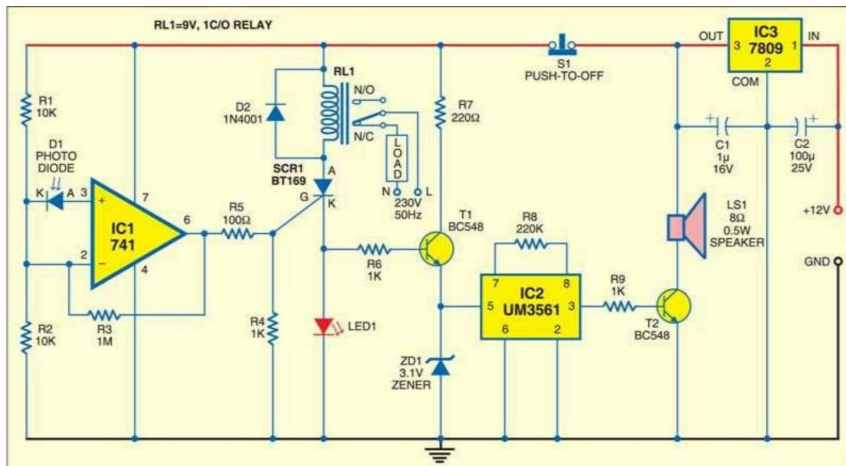 RL1=9V, 1C/O RELAY
OUT
3
IC3
7809
1
IN
2
COM
S1
PUSH-TO-OFF
RL1
N/O
N/C
LOAD
N
L
230V
50Hz
D2
1N4001
R1
10K
D1
PHOTO
DIODE
K
A
3
+
7
IC1
741
6
2
−
4
R5
100Ω
SCR1
BT169
A
G
K
R7
220Ω
C1
1µ
16V
+
C2
100µ
25V
+
+12V
GND
LS1
8Ω
0.5W
SPEAKER
T1
BC548
R6
1K
R8
220K
7
8
IC2
UM3561
5
3
6
2
R9
1K
T2
BC548
R2
10K
R3
1M
R4
1K
LED1
ZD1
3.1V
ZENER